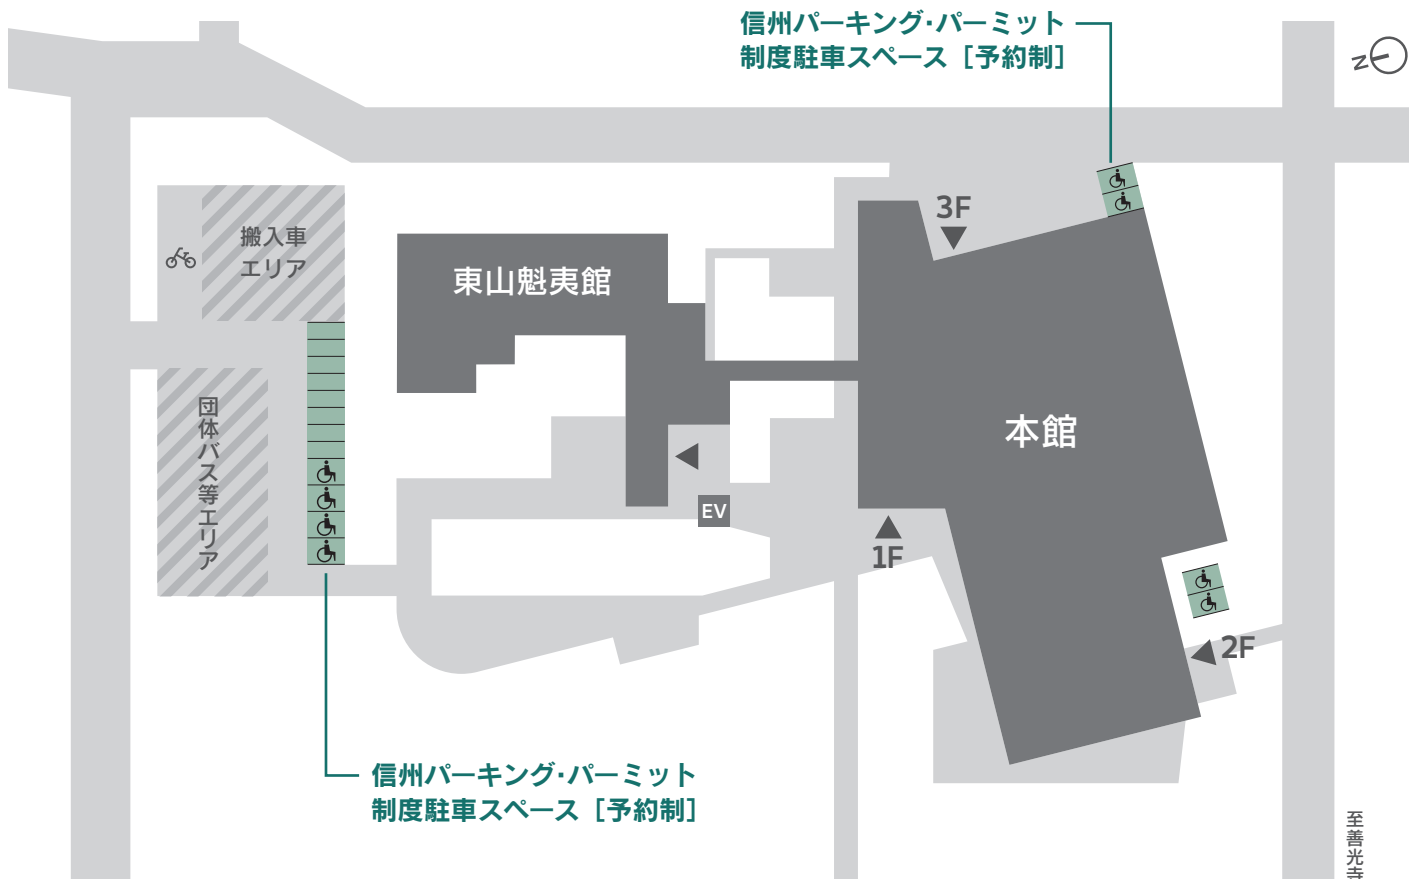 信州パーキング・パーミット
制度駐車スペース［予約制］
N
3F
搬入車
エリア
東山魁夷館
団体バス等エリア
本館
EV
1F
2F
信州パーキング・パーミット
制度駐車スペース［予約制］
至善光寺